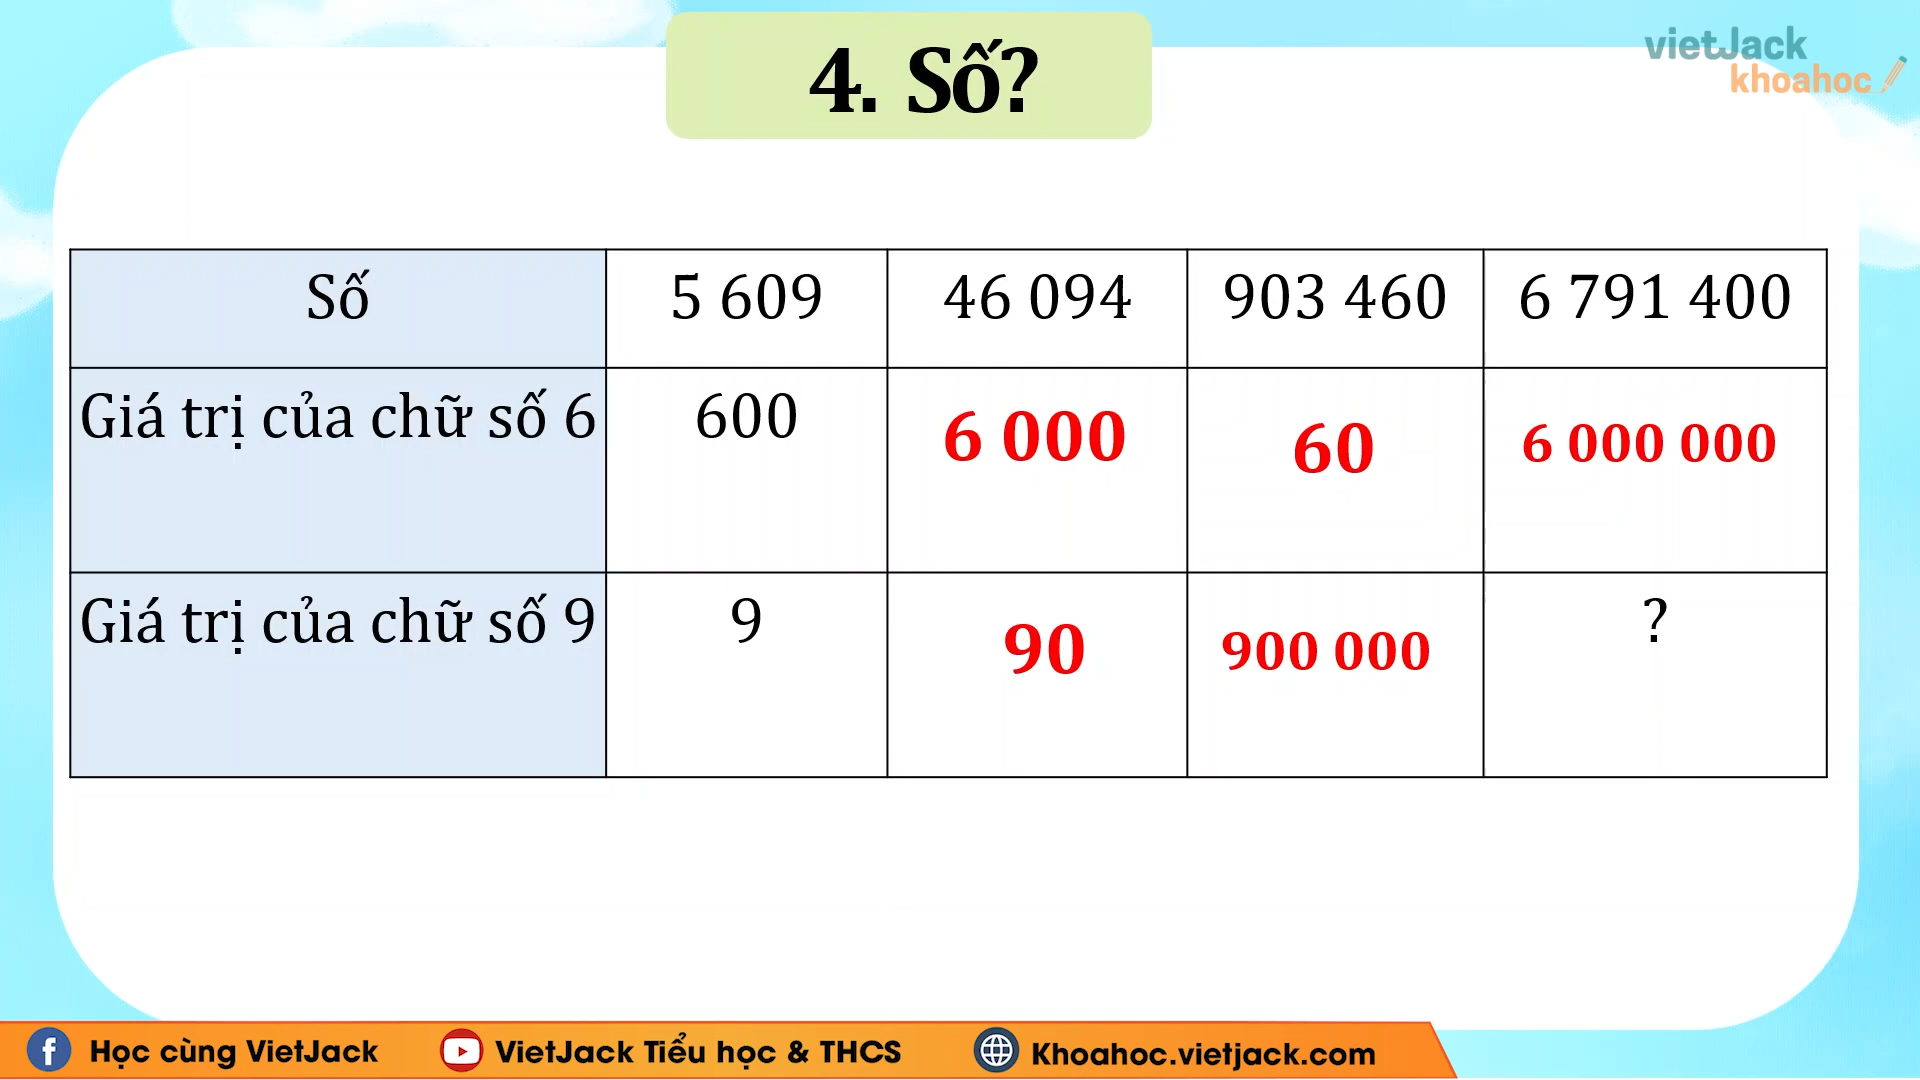 4. Số?
vietJack
khoahoc
Số 5 609 46 094 903 460 6 791 400
Giá trị của chữ số 6 600 6 000 60 6 000 000
Giá trị của chữ số 9 9 90 900 000 ?
Học cùng VietJack VietJack Tiểu học & THCS Khoahoc.vietjack.com